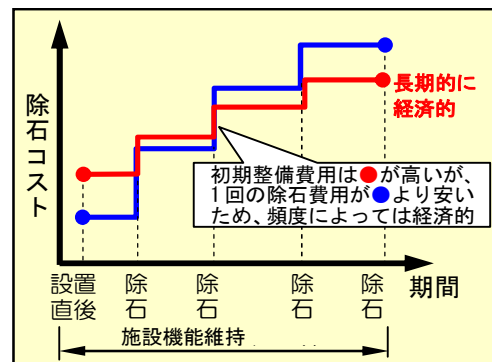 除石コスト
長期的に
経済的
初期整備費用は●が高いが、
1回の除石費用が●より安い
ため、頻度によっては経済的
設置直後
除石
除石
除石
除石
期間
施設機能維持